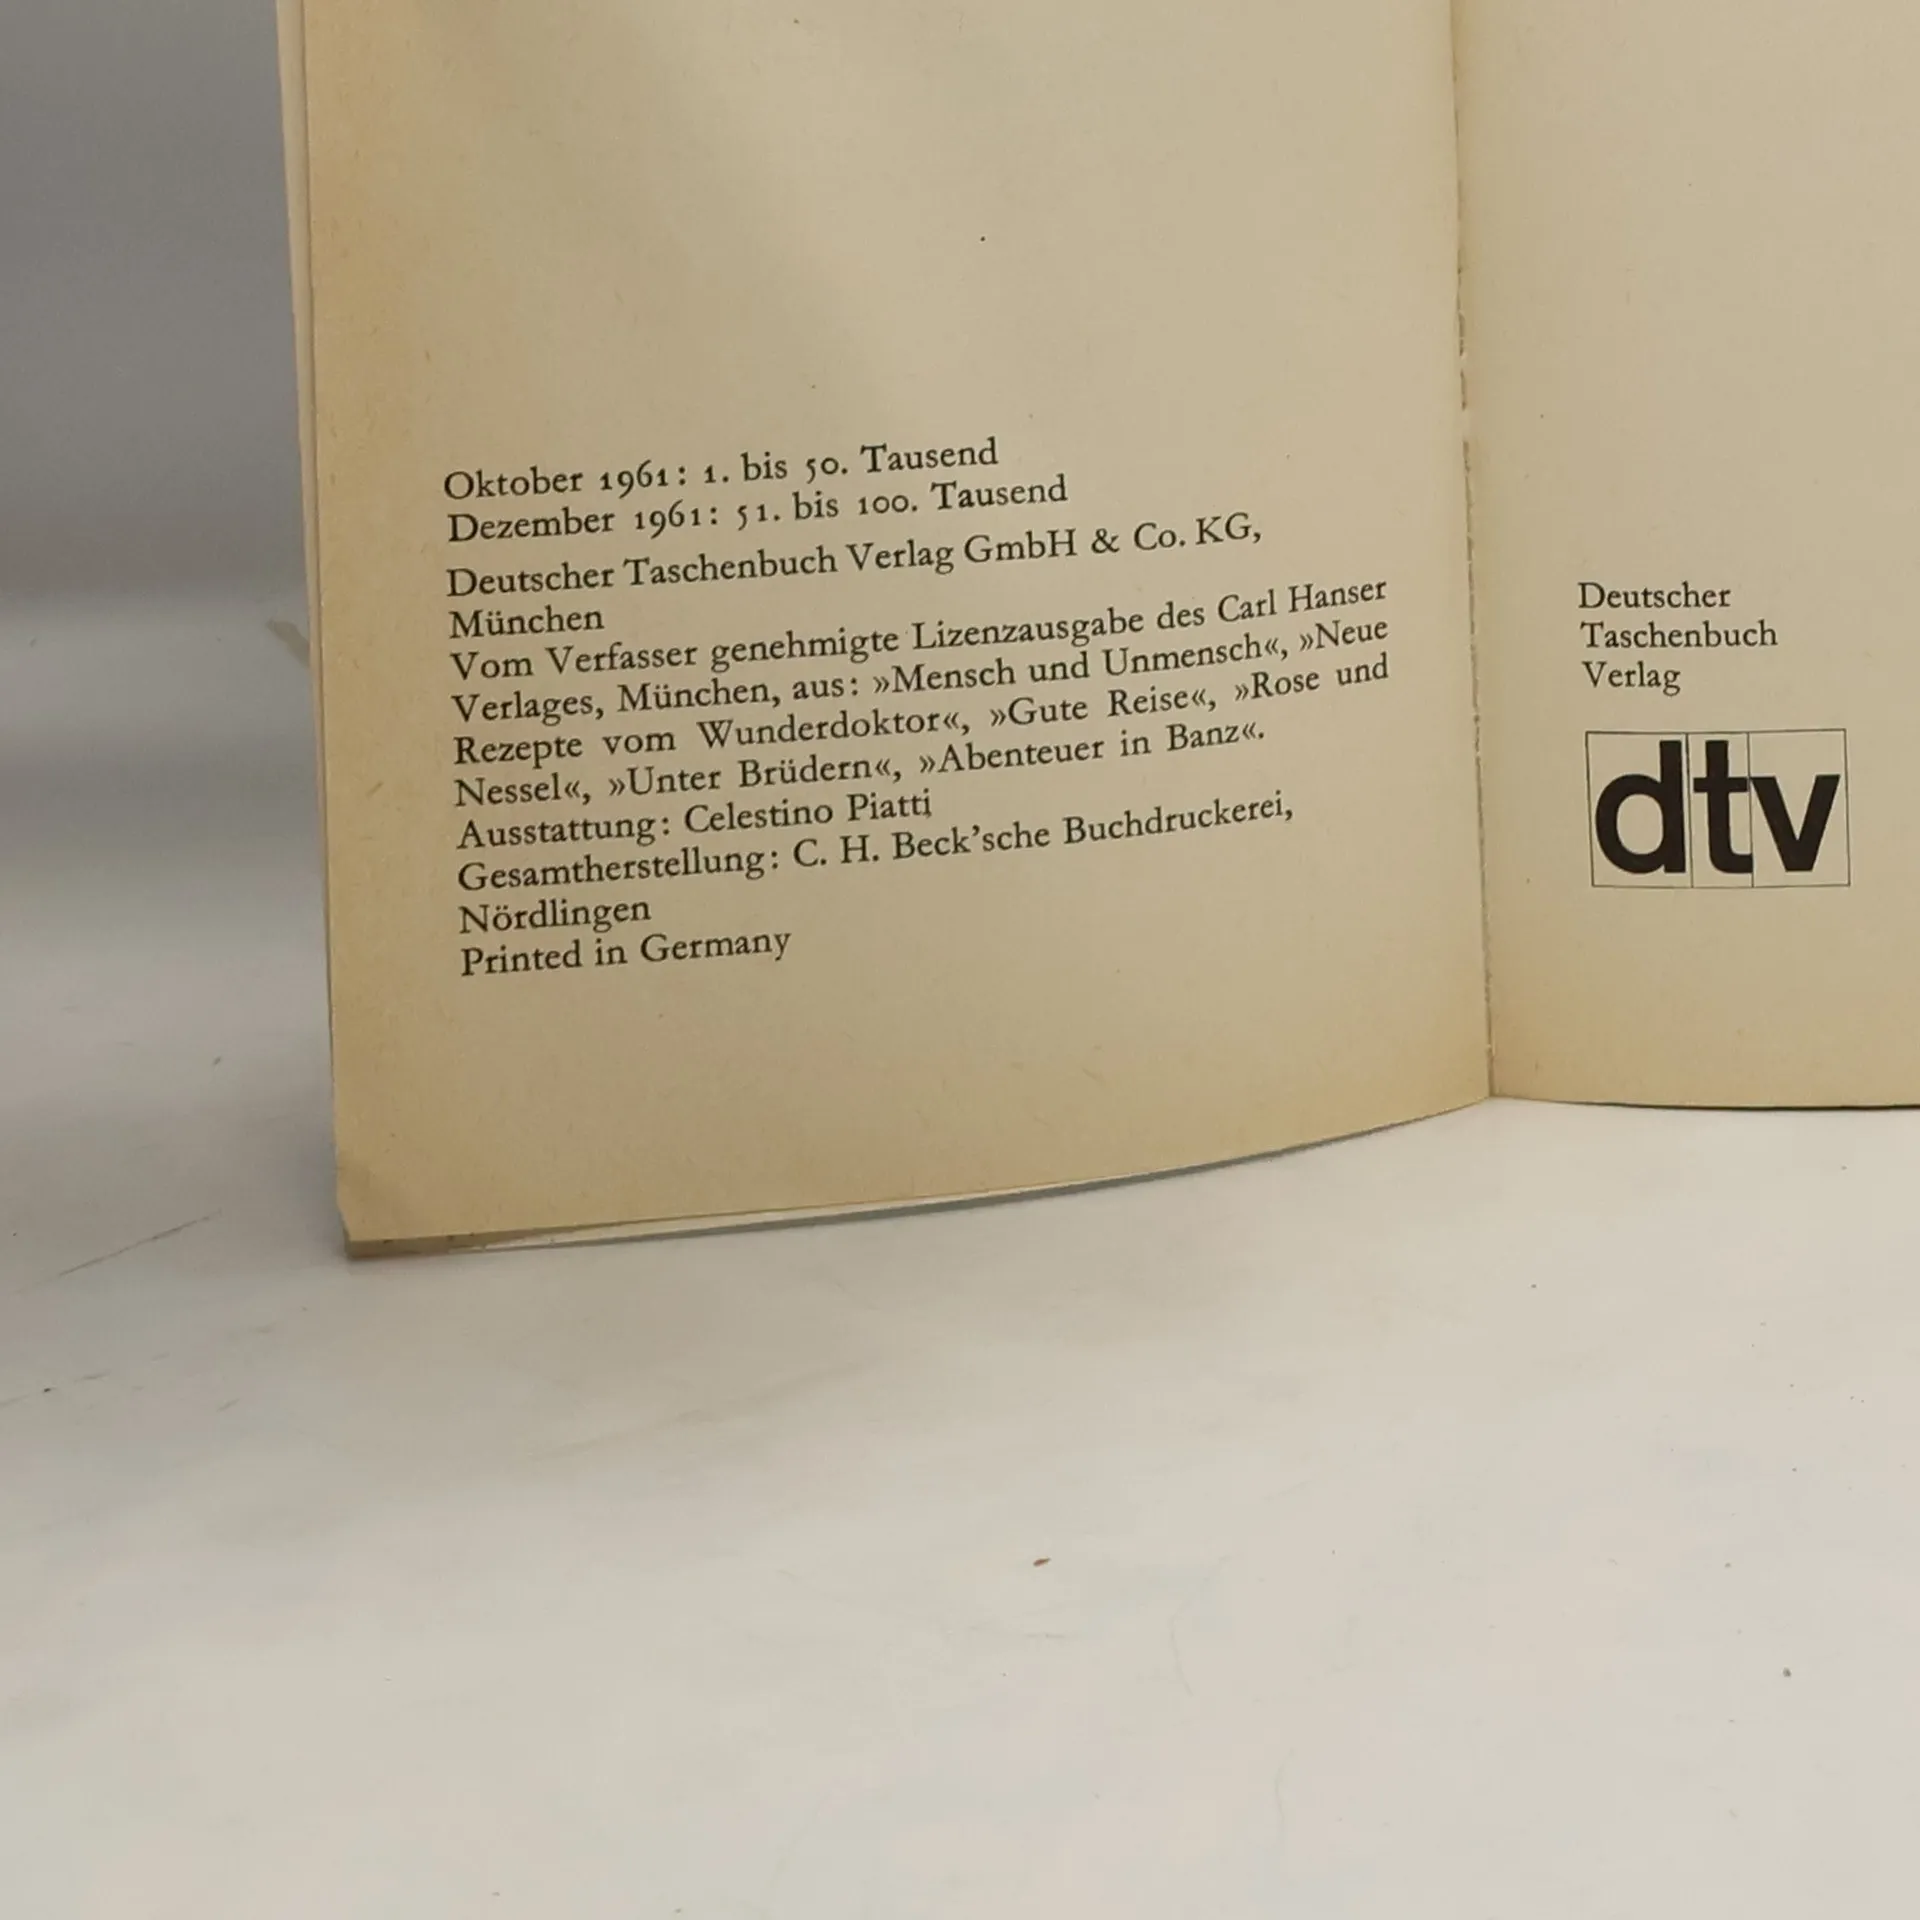 Oktober 1961: 1. bis 50. Tausend
Dezember 1961: 51. bis 100. Tausend
Deutscher Taschenbuch Verlag GmbH & Co. KG,
München
Vom Verfasser genehmigte Lizenzausgabe des Carl Hanser
Verlages, München, aus: »Mensch und Unmensch«, »Neue
Rezepte vom Wunderdoktor«, »Gute Reise«, »Rose und
Nessel«, »Unter Brüdern«, »Abenteuer in Banz«.
Ausstattung: Celestino Piatti
Gesamtherstellung: C. H. Beck’sche Buchdruckerei,
Nördlingen
Printed in Germany
Deutscher
Taschenbuch
Verlag
dtv